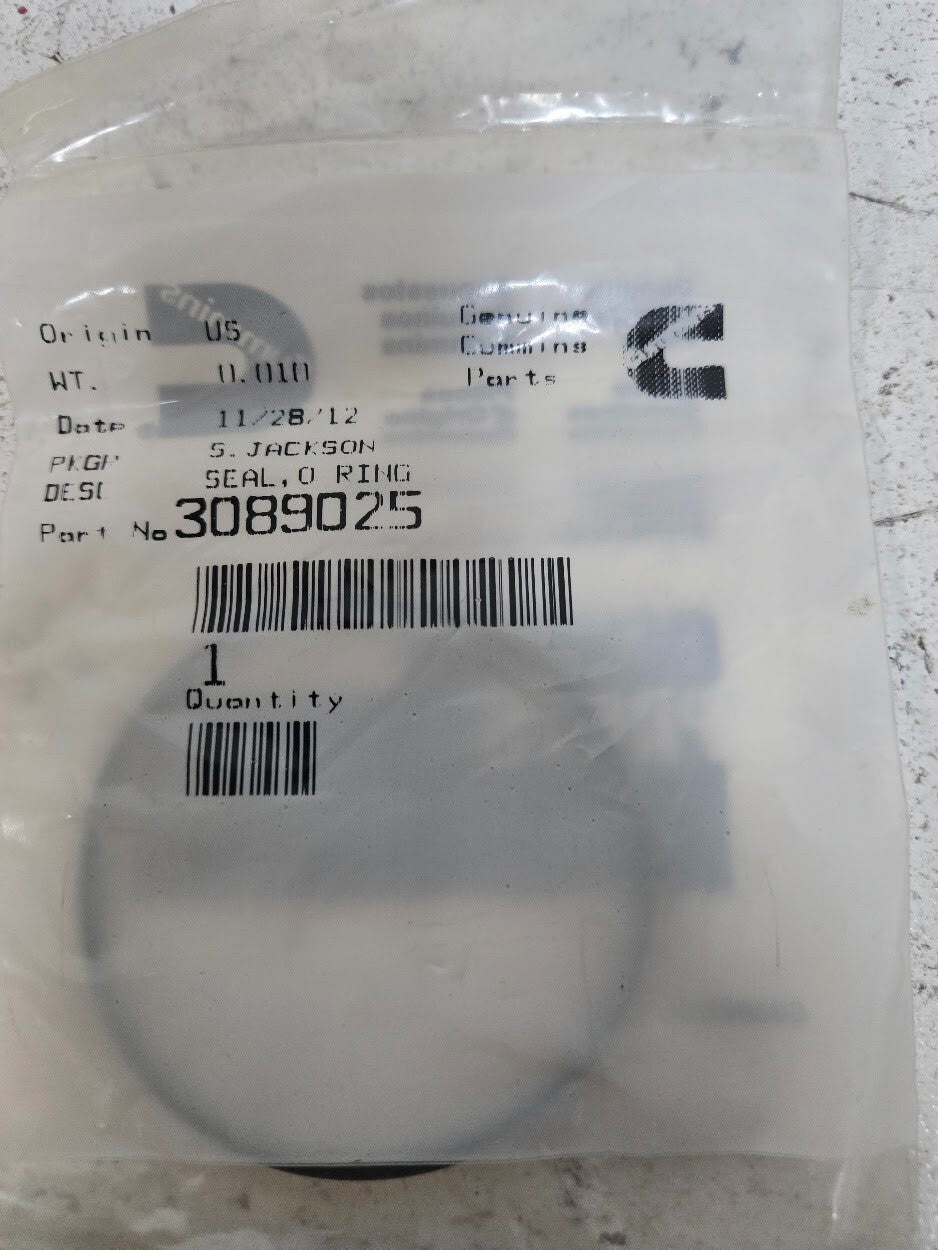 Origin US
WT. 0.010
Date 11/28/12
PKGP S. JACKSON
DESC SEAL,O RING
Part No 3089025
Genuine
Cummins
Parts
1
Quantity